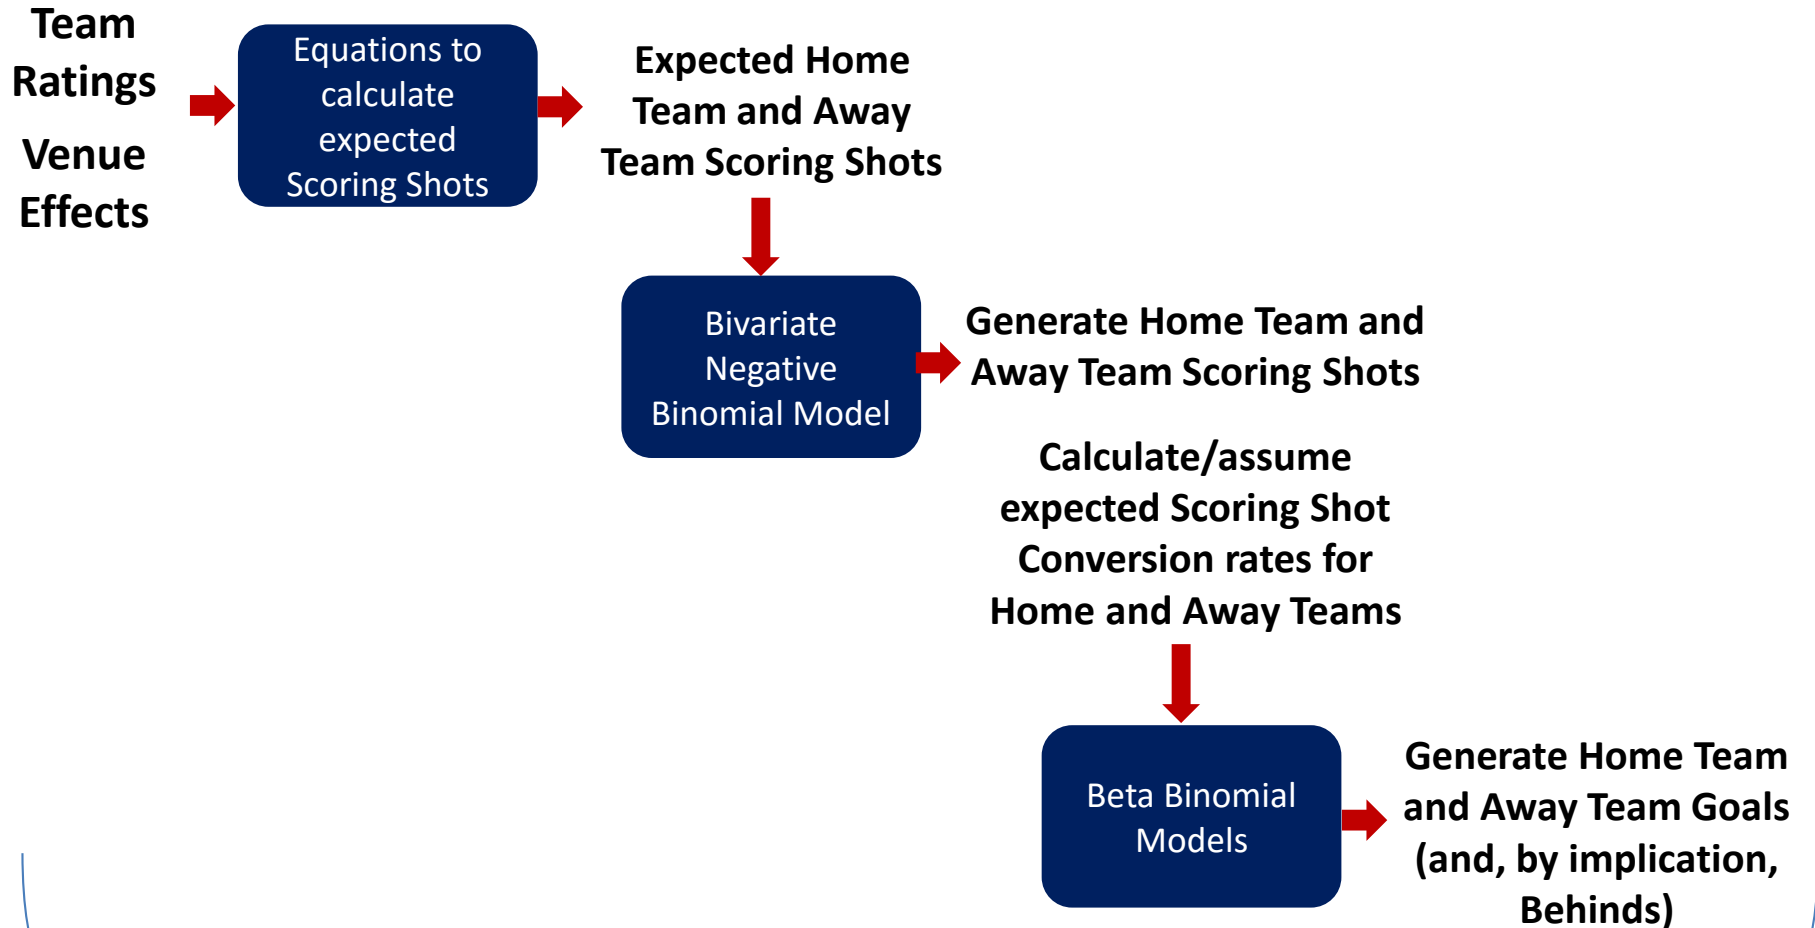 Team
Ratings
Venue
Effects
Equations to
calculate
expected
Scoring Shots
Expected Home
Team and Away
Team Scoring Shots
Bivariate
Negative
Binomial Model
Generate Home Team and
Away Team Scoring Shots
Calculate/assume
expected Scoring Shot
Conversion rates for
Home and Away Teams
Beta Binomial
Models
Generate Home Team
and Away Team Goals
(and, by implication,
Behinds)